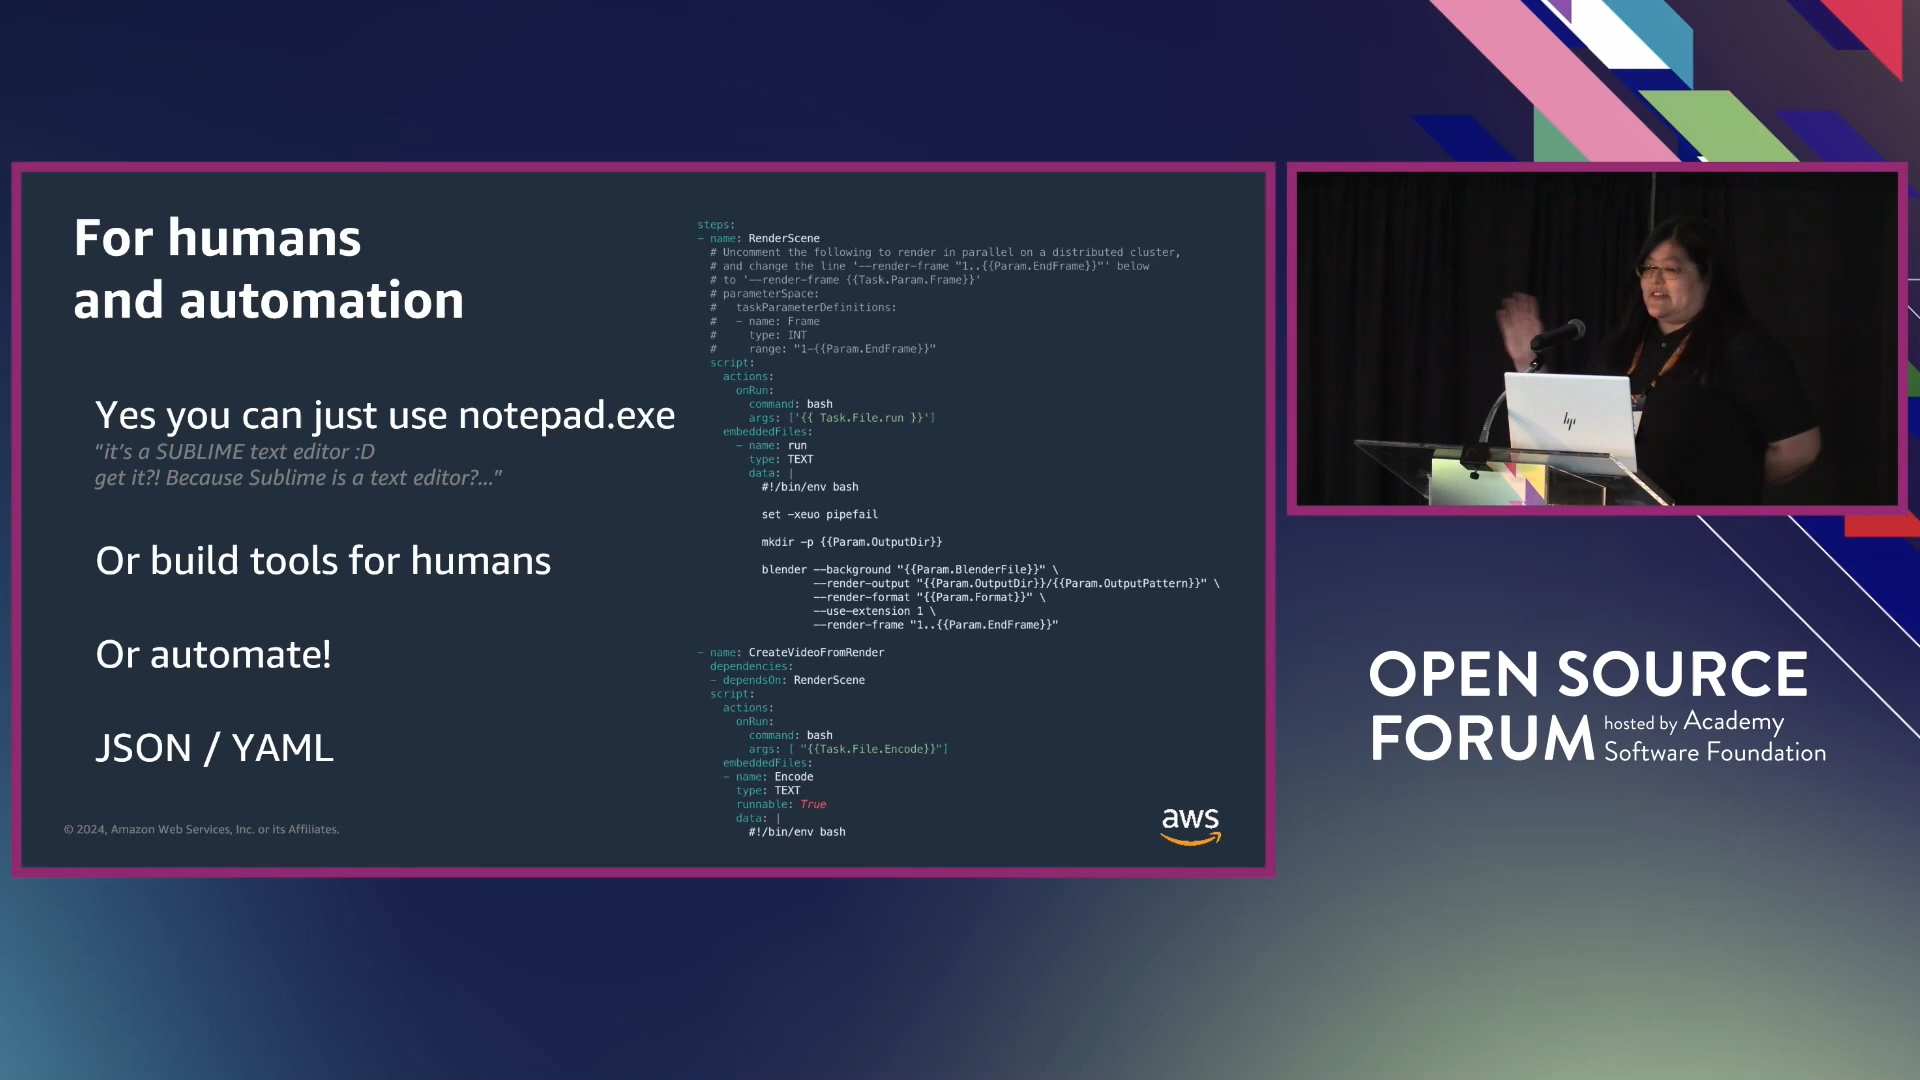 For humans
and automation
Yes you can just use notepad.exe
“it’s a SUBLIME text editor :D
get it?! Because Sublime is a text editor?...”
Or build tools for humans
Or automate!
JSON / YAML
© 2024, Amazon Web Services, Inc. or its Affiliates.
steps:
- name: RenderScene
# Uncomment the following to render in parallel on a distributed cluster,
# and change the line '--render-frame "1..{{Param.EndFrame}}"' below
# to '--render-frame {{Task.Param.Frame}}'
# parameterSpace:
#   taskParameterDefinitions:
#   - name: Frame
#     type: INT
#     range: "1-{{Param.EndFrame}}"
script:
actions:
onRun:
command: bash
args: ['{{ Task.File.run }}']
embeddedFiles:
- name: run
type: TEXT
data: |
#!/bin/env bash
set -xeuo pipefail
mkdir -p {{Param.OutputDir}}
blender --background "{{Param.BlenderFile}}" \
--render-output "{{Param.OutputDir}}/{{Param.OutputPattern}}" \
--render-format "{{Param.Format}}" \
--use-extension 1 \
--render-frame "1..{{Param.EndFrame}}"
- name: CreateVideoFromRender
dependencies:
- dependsOn: RenderScene
script:
actions:
onRun:
command: bash
args: [ "{{Task.File.Encode}}"]
embeddedFiles:
- name: Encode
type: TEXT
runnable: True
data: |
#!/bin/env bash
aws
hp
OPEN SOURCE
FORUM hosted by Academy
Software Foundation